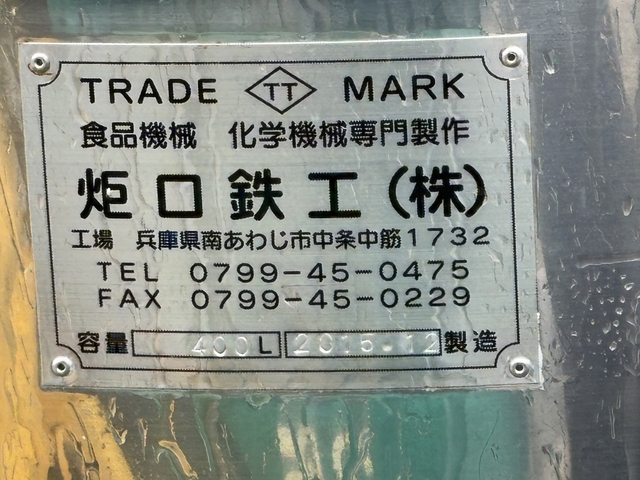 TRADE TT MARK
食品機械 化学機械専門製作
炬口鉄工(株)
工場 兵庫県南あわじ市中条中筋1732
TEL 0799-45-0475
FAX 0799-45-0229
容量 400L 2015.12 製造